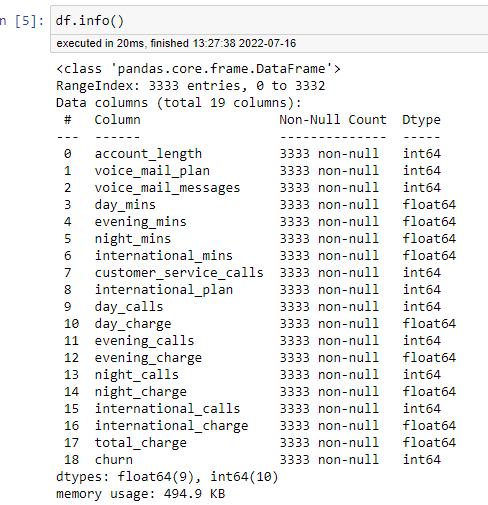 n [5]: df.info()
executed in 20ms, finished 13:27:38 2022-07-16
<class 'pandas.core.frame.DataFrame'>
RangeIndex: 3333 entries, 0 to 3332
Data columns (total 19 columns):
 #   Column                  Non-Null Count  Dtype
---  ------                  --------------  -----
 0   account_length          3333 non-null   int64
 1   voice_mail_plan         3333 non-null   int64
 2   voice_mail_messages     3333 non-null   int64
 3   day_mins                3333 non-null   float64
 4   evening_mins            3333 non-null   float64
 5   night_mins              3333 non-null   float64
 6   international_mins      3333 non-null   float64
 7   customer_service_calls  3333 non-null   int64
 8   international_plan      3333 non-null   int64
 9   day_calls               3333 non-null   int64
 10  day_charge              3333 non-null   float64
 11  evening_calls           3333 non-null   int64
 12  evening_charge          3333 non-null   float64
 13  night_calls             3333 non-null   int64
 14  night_charge            3333 non-null   float64
 15  international_calls     3333 non-null   int64
 16  international_charge    3333 non-null   float64
 17  total_charge            3333 non-null   float64
 18  churn                   3333 non-null   int64
dtypes: float64(9), int64(10)
memory usage: 494.9 KB